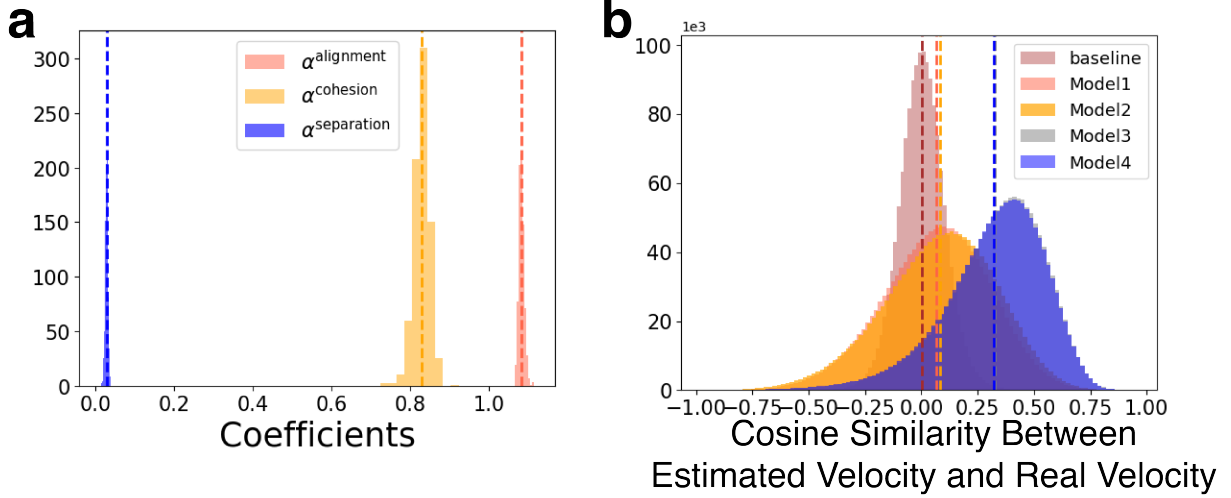 a
300
250
200
150
100
50
0
α^alignment
α^cohesion
α^separation
0.0 0.2 0.4 0.6 0.8 1.0
Coefficients
b
1e3
100
80
60
40
20
0
baseline
Model1
Model2
Model3
Model4
−1.00 −0.75 −0.50 −0.25 0.00 0.25 0.50 0.75 1.00
Cosine Similarity Between
Estimated Velocity and Real Velocity